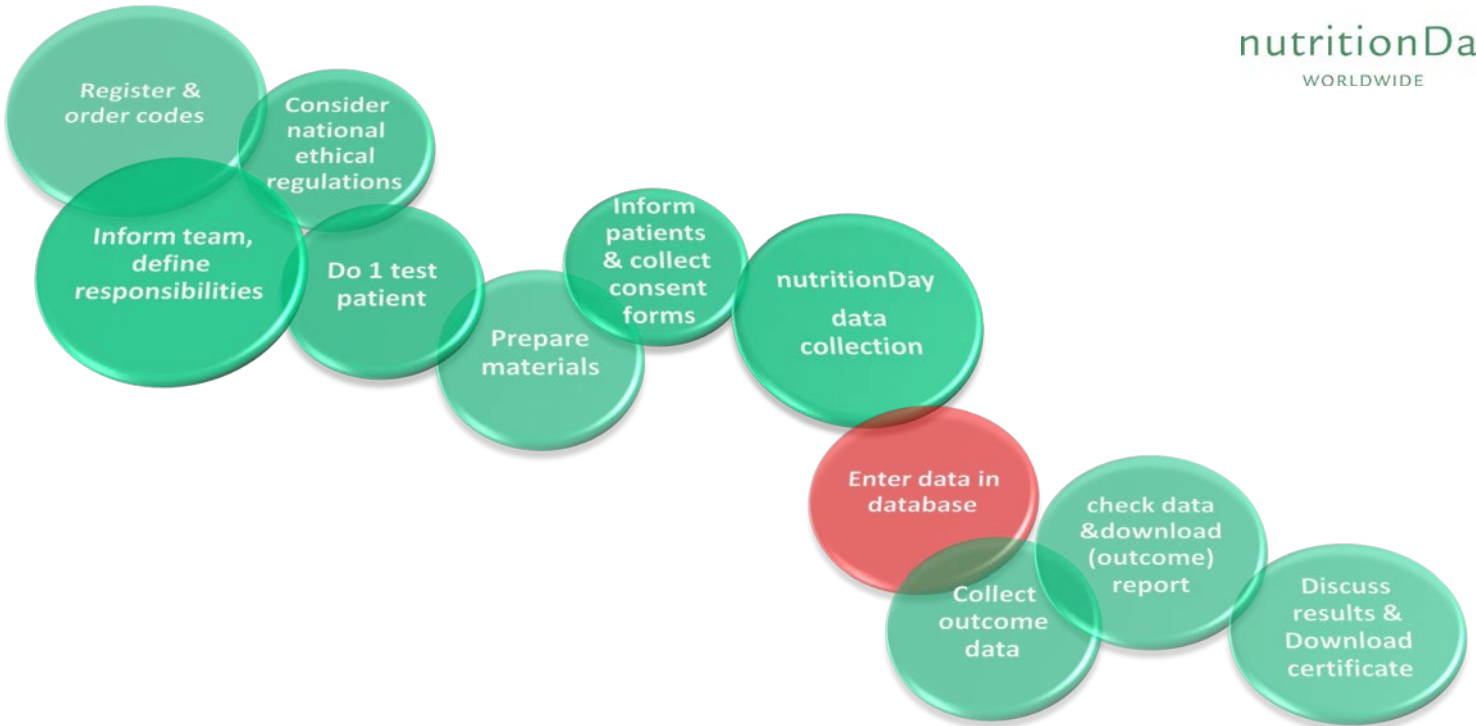 nutritionDa
WORLDWIDE
Register &
order codes
Consider
national
ethical
regulations
Inform team,
define
responsibilities
Do 1 test
patient
Prepare
materials
Inform
patients
& collect
consent
forms
nutritionDay
data
collection
Enter data in
database
Collect
outcome
data
check data
&download
(outcome)
report
Discuss
results &
Download
certificate